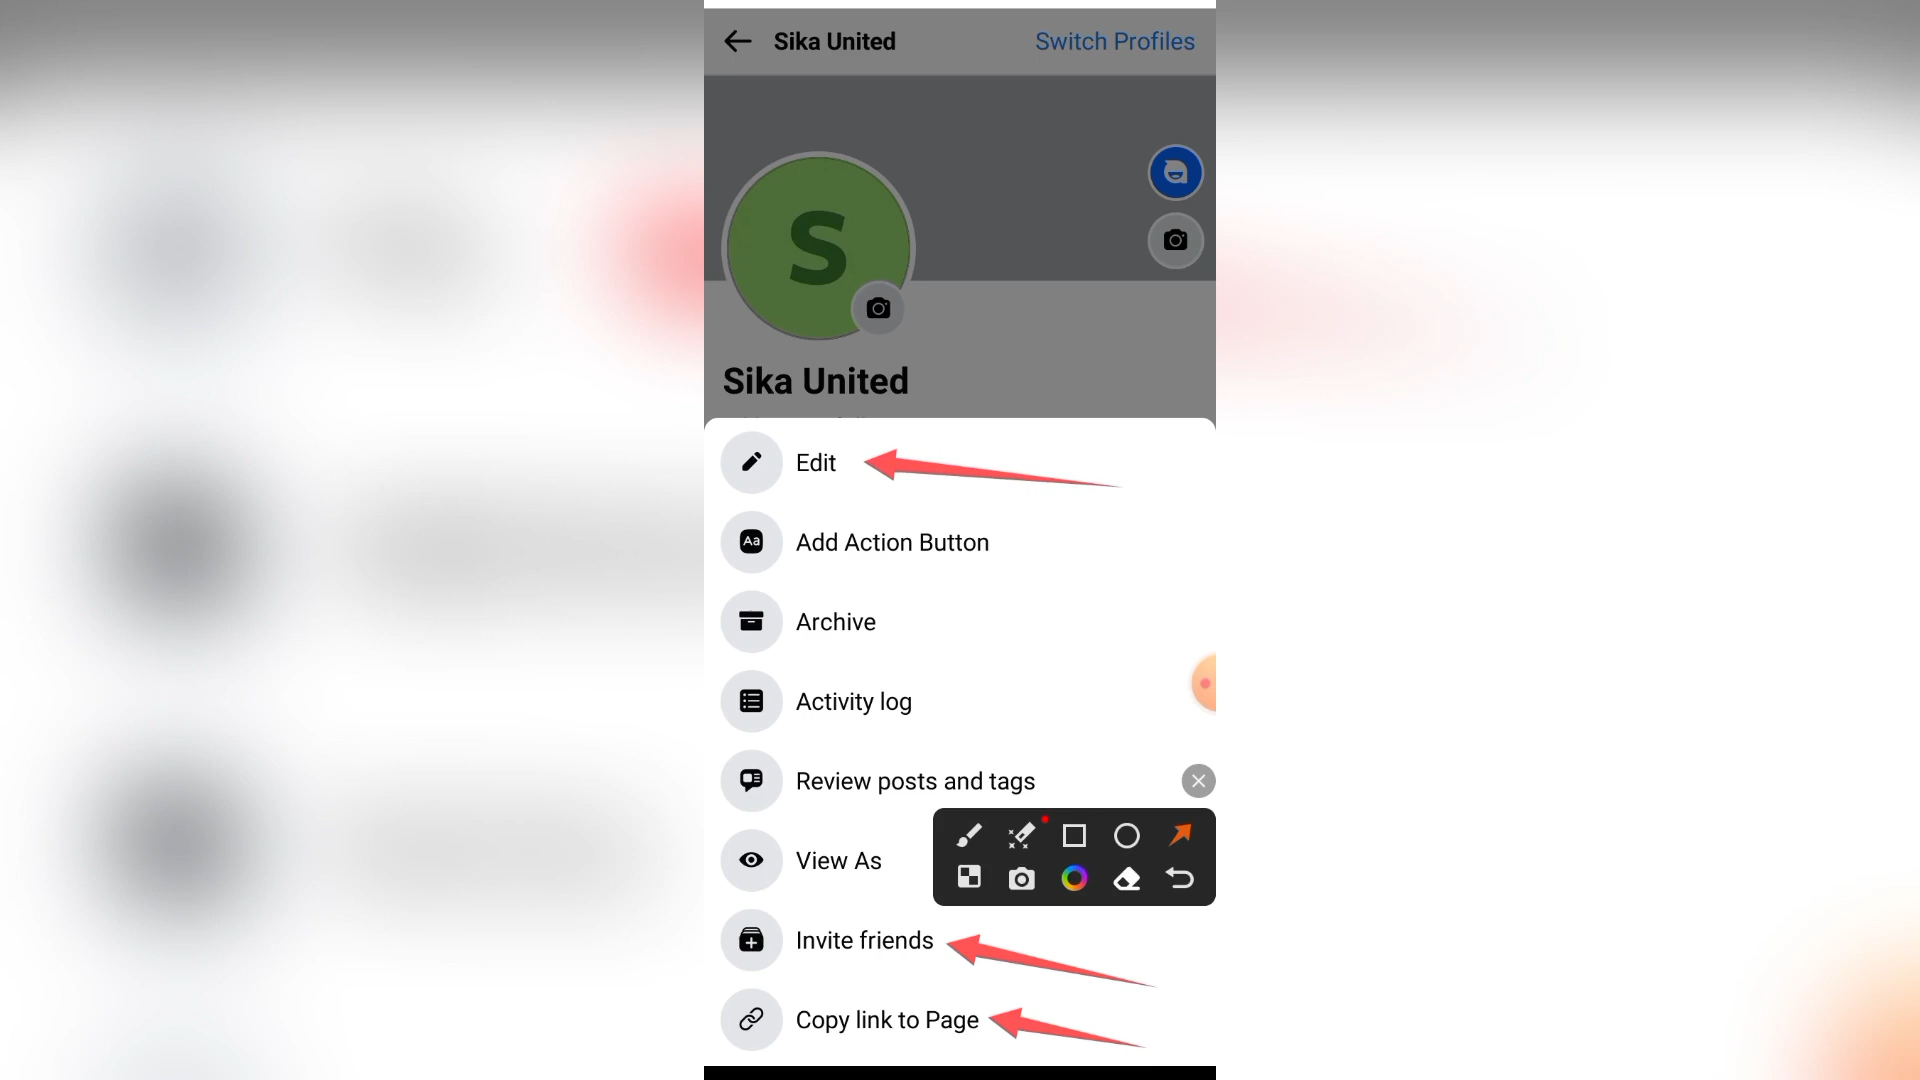 Sika United
Switch Profiles
S
Sika United
Edit
Aa
Add Action Button
Archive
Activity log
Review posts and tags
View As
Invite friends
Copy link to Page